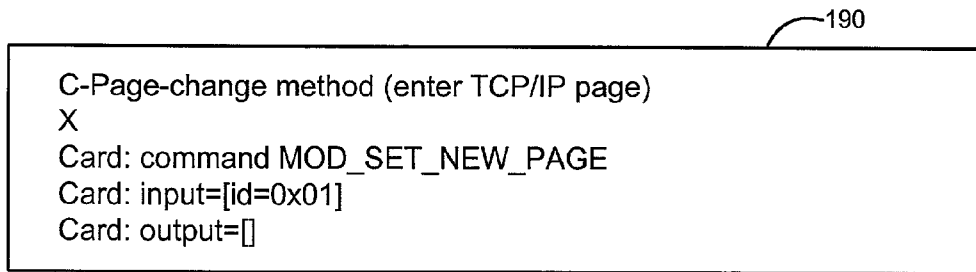 190
C-Page-change method (enter TCP/IP page)
X
Card: command MOD_SET_NEW_PAGE
Card: input=[id=0x01]
Card: output=[]